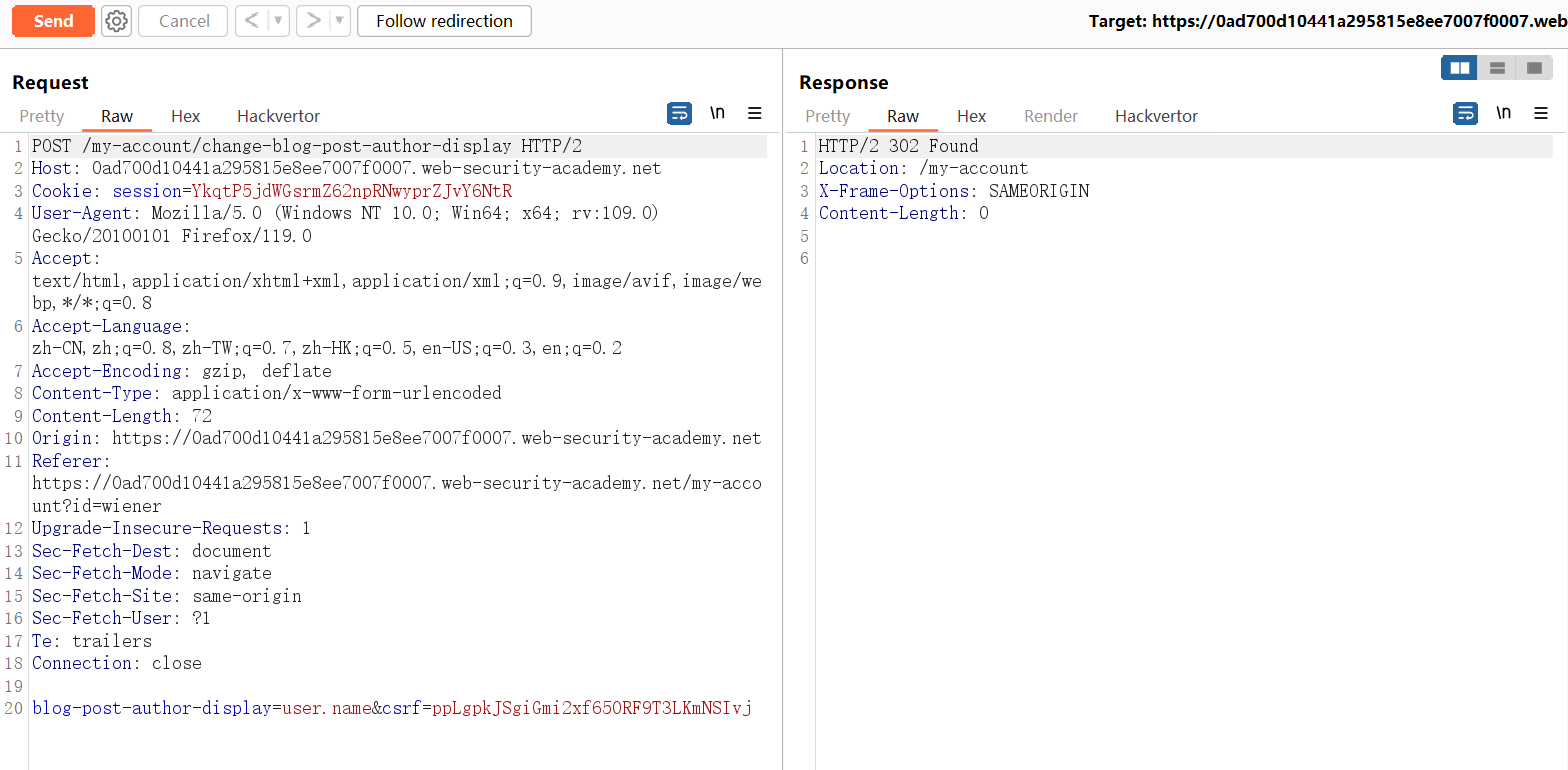 Send
Cancel
<
>
Follow redirection
Target: https://0ad700d10441a295815e8ee7007f0007.web
Request
Pretty Raw Hex Hackvertor
\n
1 POST /my-account/change-blog-post-author-display HTTP/2
2 Host: 0ad700d10441a295815e8ee7007f0007.web-security-academy.net
3 Cookie: session=YkqtP5jdWGsrmZ62npRNwyprZJvY6NtR
4 User-Agent: Mozilla/5.0 (Windows NT 10.0; Win64; x64; rv:109.0)
Gecko/20100101 Firefox/119.0
5 Accept:
text/html,application/xhtml+xml,application/xml;q=0.9,image/avif,image/we
bp,*/*;q=0.8
6 Accept-Language:
zh-CN,zh;q=0.8,zh-TW;q=0.7,zh-HK;q=0.5,en-US;q=0.3,en;q=0.2
7 Accept-Encoding: gzip, deflate
8 Content-Type: application/x-www-form-urlencoded
9 Content-Length: 72
10 Origin: https://0ad700d10441a295815e8ee7007f0007.web-security-academy.net
11 Referer:
https://0ad700d10441a295815e8ee7007f0007.web-security-academy.net/my-acco
unt?id=wiener
12 Upgrade-Insecure-Requests: 1
13 Sec-Fetch-Dest: document
14 Sec-Fetch-Mode: navigate
15 Sec-Fetch-Site: same-origin
16 Sec-Fetch-User: ?1
17 Te: trailers
18 Connection: close
19
20 blog-post-author-display=user.name&csrf=ppLgpkJSgiGmi2xf65ORF9T3LKmNSIvj
Response
Pretty Raw Hex Render Hackvertor
\n
1 HTTP/2 302 Found
2 Location: /my-account
3 X-Frame-Options: SAMEORIGIN
4 Content-Length: 0
5
6